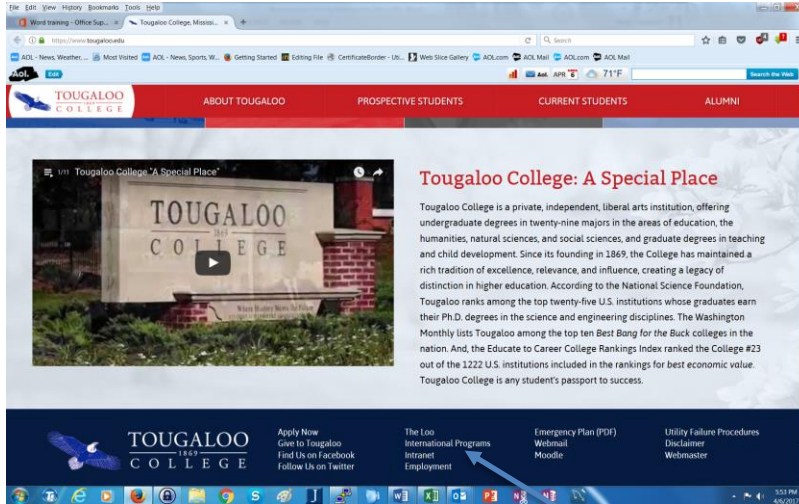 File Edit View History Bookmarks Tools Help
Word training - Office Sup... × Tougaloo College, Mississi... × +
https://www.tougaloo.edu Search
AOL - News, Weather, ... Most Visited AOL - News, Sports, W... Getting Started Editing File CertificateBorder - Uti... Web Slice Gallery AOL.com AOL Mail AOL.com AOL Mail
Aol. Edit Aol. APR 6 71°F Search the Web
TOUGALOO 1869 COLLEGE ABOUT TOUGALOO PROSPECTIVE STUDENTS CURRENT STUDENTS ALUMNI
1/11 Tougaloo College "A Special Place"
TOUGALOO
1869
COLLEGE
Where History Meets the Future
Tougaloo College: A Special Place
Tougaloo College is a private, independent, liberal arts institution, offering
undergraduate degrees in twenty-nine majors in the areas of education, the
humanities, natural sciences, and social sciences, and graduate degrees in teaching
and child development. Since its founding in 1869, the College has maintained a
rich tradition of excellence, relevance, and influence, creating a legacy of
distinction in higher education. According to the National Science Foundation,
Tougaloo ranks among the top twenty-five U.S. institutions whose graduates earn
their Ph.D. degrees in the science and engineering disciplines. The Washington
Monthly lists Tougaloo among the top ten Best Bang for the Buck colleges in the
nation. And, the Educate to Career College Rankings Index ranked the College #23
out of the 1222 U.S. institutions included in the rankings for best economic value.
Tougaloo College is any student's passport to success.
TOUGALOO
1869
COLLEGE
Apply Now
Give to Tougaloo
Find Us on Facebook
Follow Us on Twitter
The Loo
International Programs
Intranet
Employment
Emergency Plan (PDF)
Webmail
Moodle
Utility Failure Procedures
Disclaimer
Webmaster
5:53 PM
4/6/2017